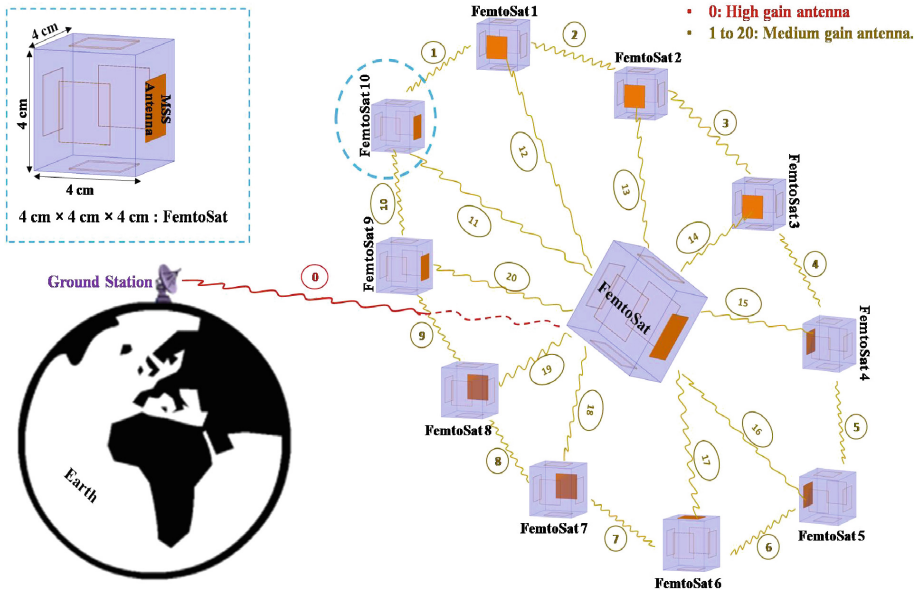 FemtoSat 1
0: High gain antenna
1 to 20: Medium gain antenna.
4 cm
4 cm
4 cm
MSS
Antenna
4 cm × 4 cm × 4 cm : FemtoSat
1
2
FemtoSat 2
3
FemtoSat 10
12
13
FemtoSat 3
10
11
14
4
FemtoSat 9
20
15
Ground Station
0
FemtoSat
9
19
FemtoSat 4
FemtoSat 8
18
16
5
17
8
Earth
FemtoSat 7
FemtoSat 5
7
6
FemtoSat 6